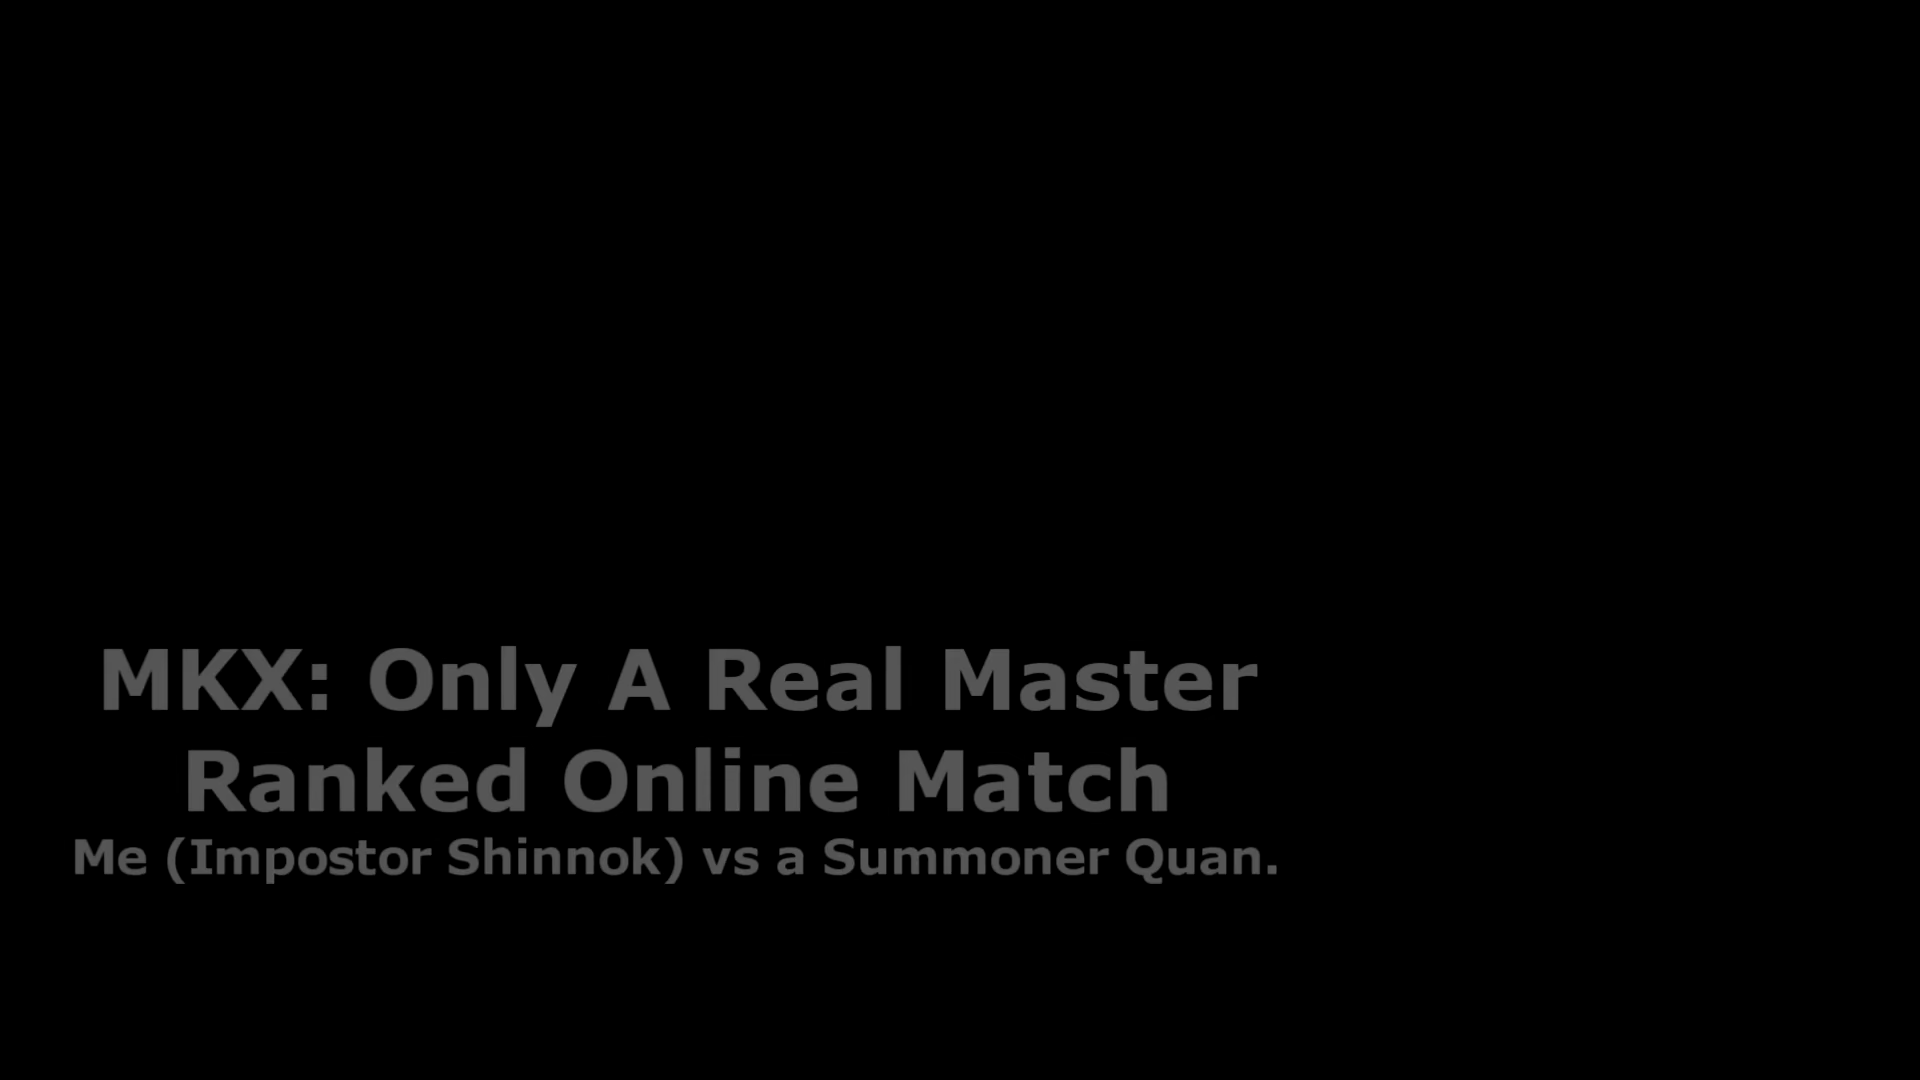 MKX: Only A Real Master
Ranked Online Match
Me (Impostor Shinnok) vs a Summoner Quan.